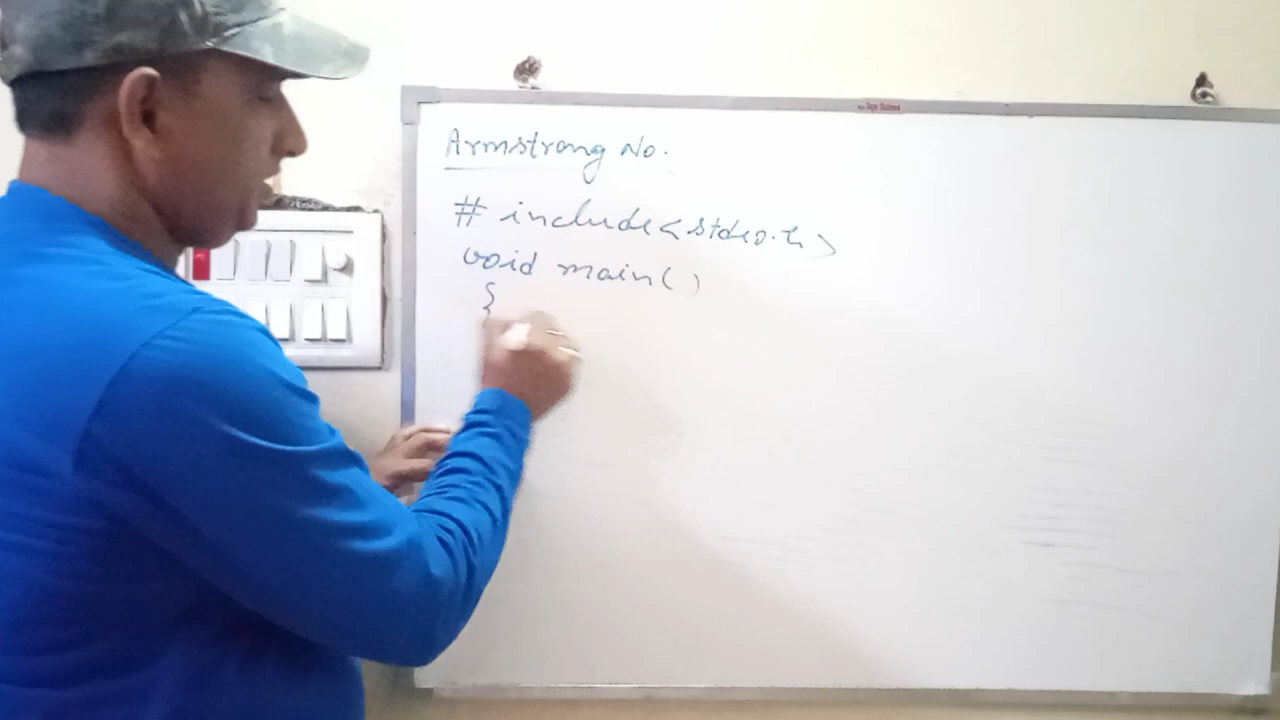 Armstrong No.
# include<stdio.h>
void main()
{